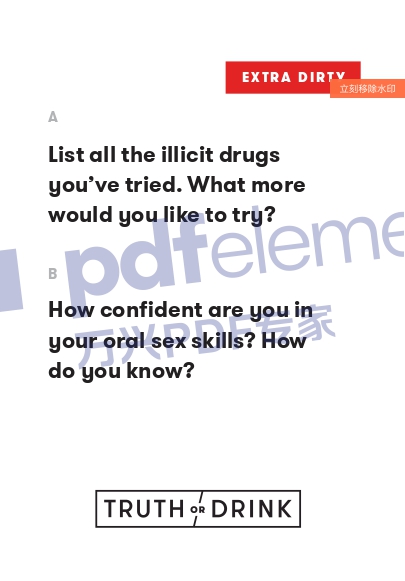 EXTRA DIRTY
立刻移除水印
A
List all the illicit drugs
you’ve tried. What more
would you like to try?
pdfeleme
B
How confident are you in
your oral sex skills? How
do you know?
万兴PDF专家
TRUTH OR DRINK